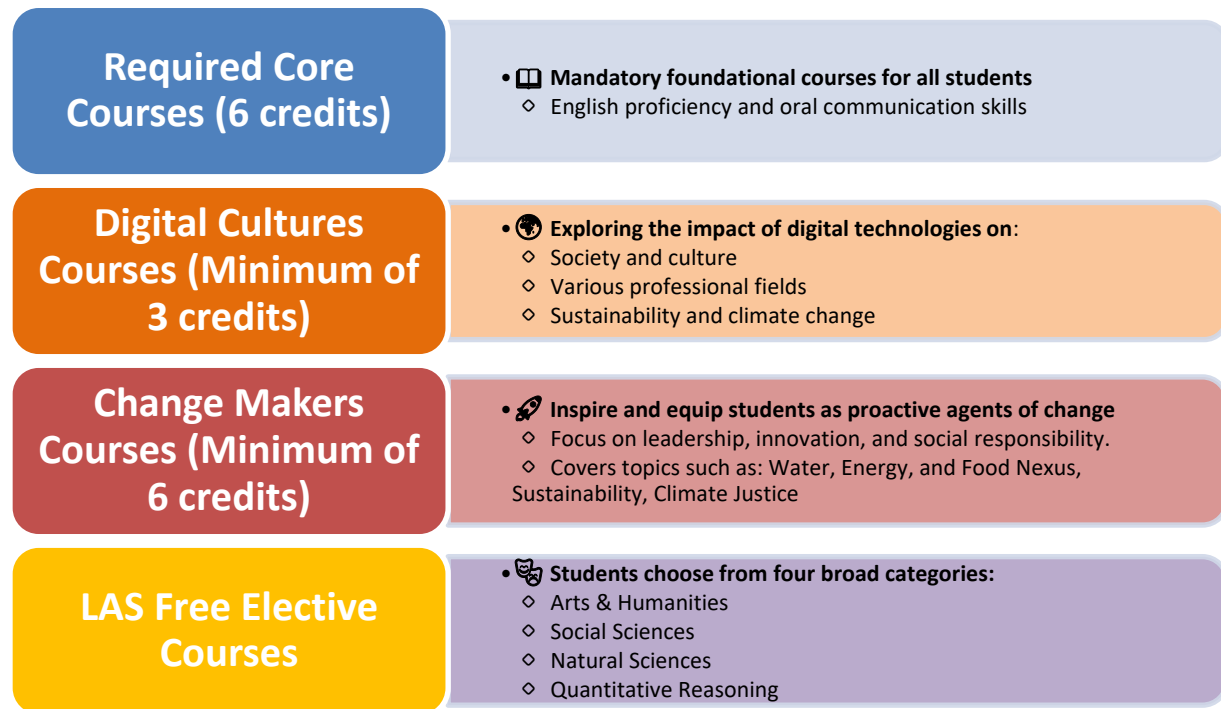 Required Core
Courses (6 credits)
• Mandatory foundational courses for all students
◇ English proficiency and oral communication skills
Digital Cultures
Courses (Minimum of
3 credits)
• Exploring the impact of digital technologies on:
◇ Society and culture
◇ Various professional fields
◇ Sustainability and climate change
Change Makers
Courses (Minimum of
6 credits)
• Inspire and equip students as proactive agents of change
◇ Focus on leadership, innovation, and social responsibility.
◇ Covers topics such as: Water, Energy, and Food Nexus,
Sustainability, Climate Justice
LAS Free Elective
Courses
• Students choose from four broad categories:
◇ Arts & Humanities
◇ Social Sciences
◇ Natural Sciences
◇ Quantitative Reasoning